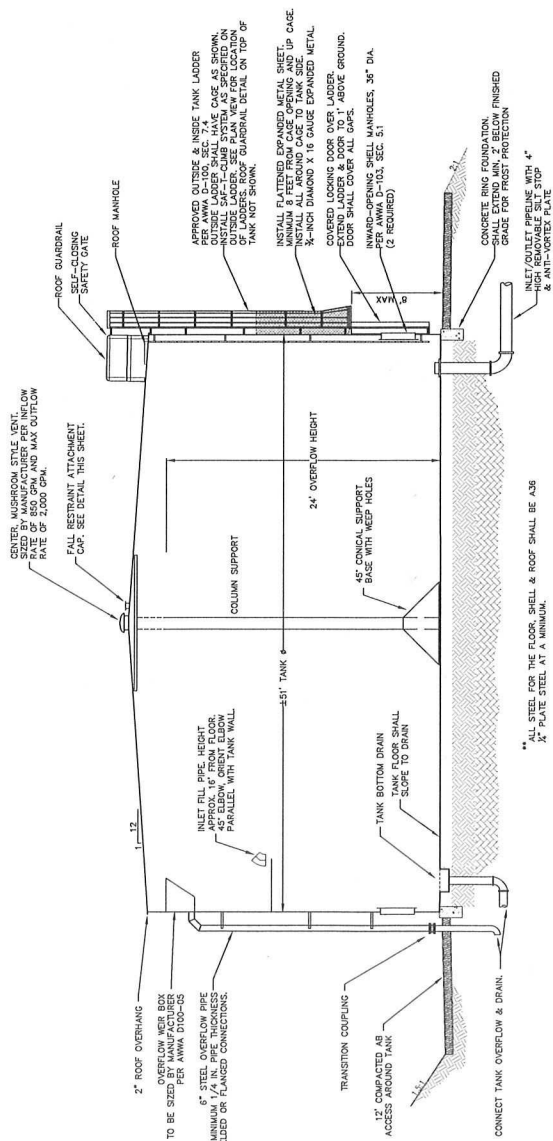 CENTER, MUSHROOM STYLE VENT.
SIZED BY MANUFACTURER PER INFLOW
RATE OF 850 GPM AND MAX OUTFLOW
RATE OF 2,000 GPM.
FALL RESTRAINT ATTACHMENT
CAP. SEE DETAIL THIS SHEET.
ROOF GUARDRAIL
SELF-CLOSING
SAFETY GATE
ROOF MANHOLE
APPROVED OUTSIDE & INSIDE TANK LADDER
PER AWWA D-100, SEC. 7.4
OUTSIDE LADDER SHALL HAVE CAGE AS SHOWN.
INSTALL SAF-T-CLIMB SYSTEM AS SPECIFIED ON
OUTSIDE LADDER. SEE PLAN VIEW FOR LOCATION
OF LADDERS. ROOF GUARDRAIL DETAIL ON TOP OF
TANK NOT SHOWN.
INSTALL FLATTENED EXPANDED METAL SHEET.
MINIMUM 8 FEET FROM CAGE OPENING AND UP CAGE.
INSTALL ALL AROUND CAGE TO TANK SIDE.
¾-INCH DIAMOND X 16 GAUGE EXPANDED METAL.
COVERED LOCKING DOOR OVER LADDER.
EXTEND LADDER & DOOR TO 1' ABOVE GROUND.
DOOR SHALL COVER ALL GAPS.
INWARD-OPENING SHELL MANHOLES, 36" DIA.
PER AWWA D-103, SEC. 5.1
(2 REQUIRED)
8' MAX
CONCRETE RING FOUNDATION.
SHALL EXTEND MIN. 2' BELOW FINISHED
GRADE FOR FROST PROTECTION
2:1
INLET/OUTLET PIPELINE WITH 4"
HIGH REMOVABLE SILT STOP
& ANTI-VORTEX PLATE
24' OVERFLOW HEIGHT
COLUMN SUPPORT
45° CONICAL SUPPORT
BASE WITH WEEP HOLES
±51' TANK ø
12
1
INLET FILL PIPE. HEIGHT
APPROX. 16' FROM FLOOR.
45° ELBOW, ORIENT ELBOW
PARALLEL WITH TANK WALL.
TANK BOTTOM DRAIN
TANK FLOOR SHALL
SLOPE TO DRAIN
2" ROOF OVERHANG
OVERFLOW WEIR BOX
TO BE SIZED BY MANUFACTURER
PER AWWA D100-05
6" STEEL OVERFLOW PIPE
MINIMUM 1/4 IN. PIPE THICKNESS
LDED OR FLANGED CONNECTIONS.
TRANSITION COUPLING
12' COMPACTED AB
ACCESS AROUND TANK
1.5:1
CONNECT TANK OVERFLOW & DRAIN.
** ALL STEEL FOR THE FLOOR, SHELL & ROOF SHALL BE A36
¼" PLATE STEEL AT A MINIMUM.